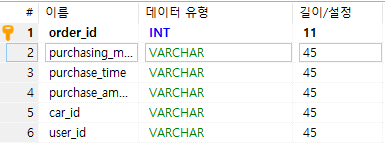 # 이름 데이터 유형 길이/설정
1 order_id INT 11
2 purchasing_m... VARCHAR 45
3 purchase_time VARCHAR 45
4 purchase_am... VARCHAR 45
5 car_id VARCHAR 45
6 user_id VARCHAR 45